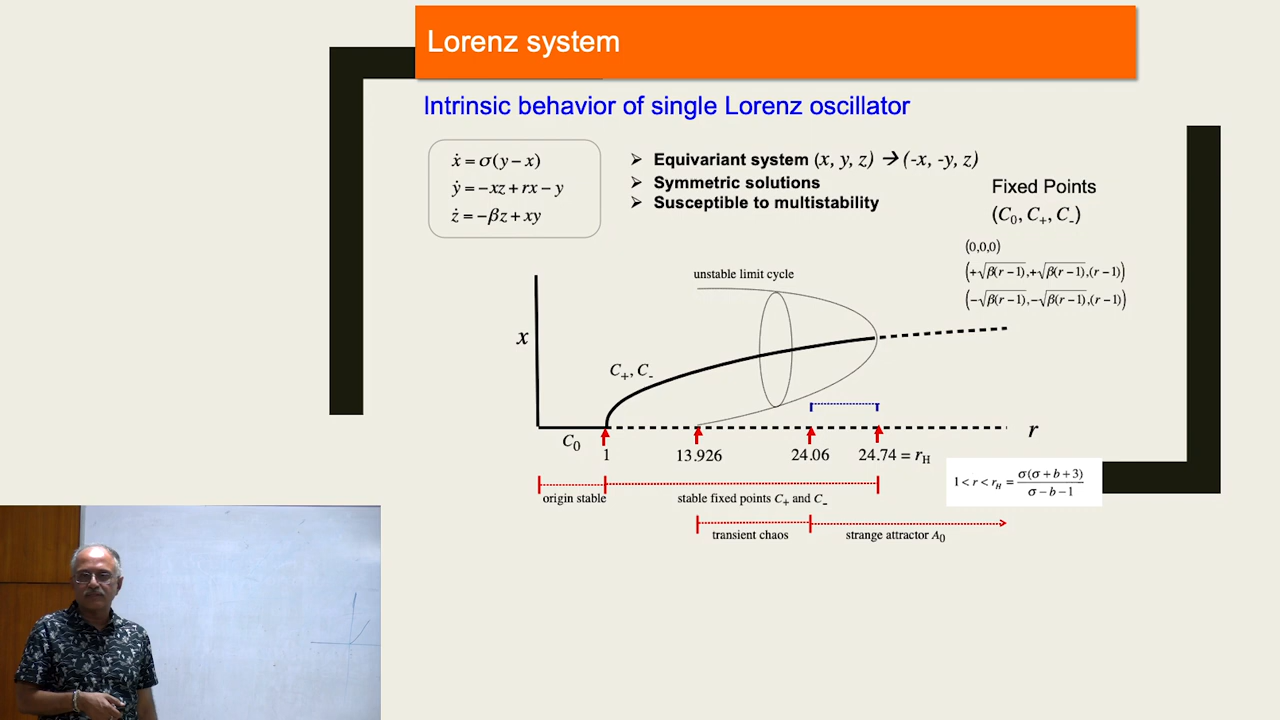 Lorenz system
Intrinsic behavior of single Lorenz oscillator
ẋ = σ(y − x)
ẏ = −xz + rx − y
ż = −βz + xy
➢ Equivariant system (x, y, z) → (-x, -y, z)
➢ Symmetric solutions
➢ Susceptible to multistability
Fixed Points
(C₀, C₊, C₋)
(0,0,0)
(+√β(r−1),+√β(r−1),(r−1))
(−√β(r−1),−√β(r−1),(r−1))
unstable limit cycle
x
C₊, C₋
C₀
r
1
13.926
24.06
24.74 = r_H
1 < r < r_H = σ(σ + b + 3) / σ − b − 1
origin stable
stable fixed points C₊ and C₋
transient chaos
strange attractor A₀